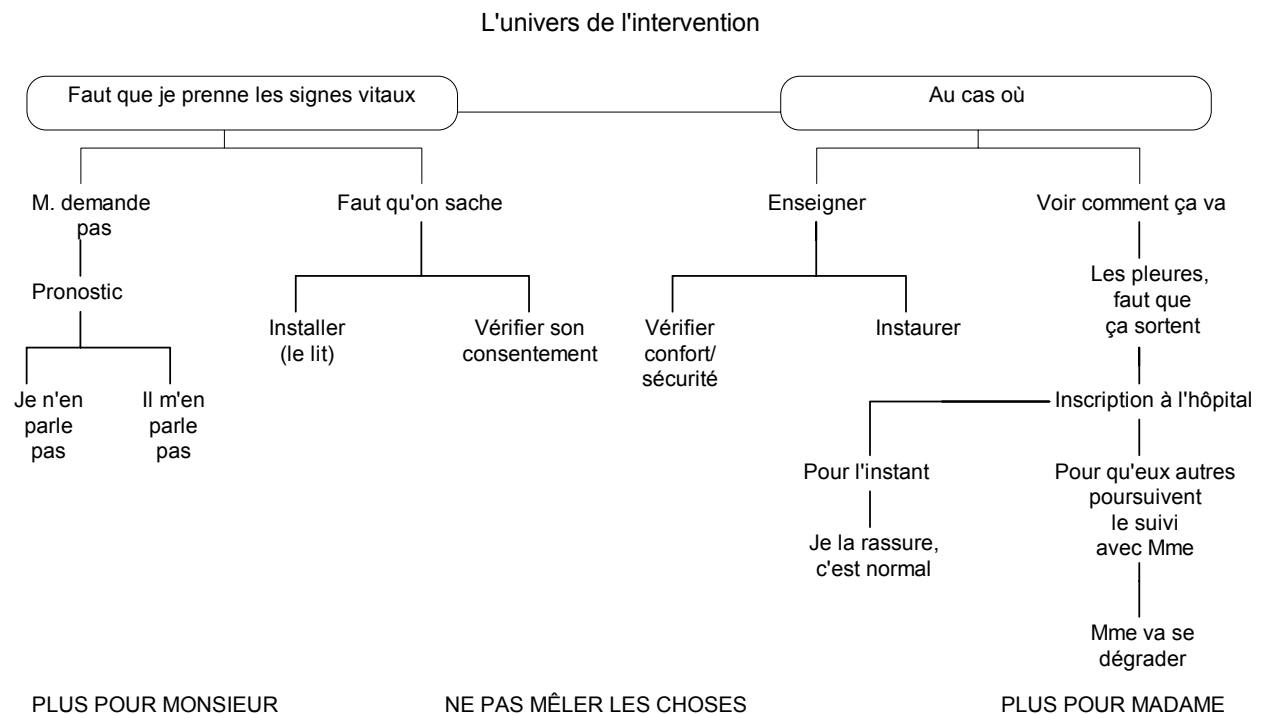 L'univers de l'intervention
Faut que je prenne les signes vitaux
Au cas où
M. demande
pas
Faut qu'on sache
Enseigner
Voir comment ça va
Pronostic
Les pleures,
faut que
ça sortent
Installer
(le lit)
Vérifier son
consentement
Vérifier
confort/
sécurité
Instaurer
Je n'en
parle
pas
Il m'en
parle
pas
Inscription à l'hôpital
Pour l'instant
Pour qu'eux autres
poursuivent
le suivi
avec Mme
Je la rassure,
c'est normal
Mme va se
dégrader
PLUS POUR MONSIEUR
NE PAS MÊLER LES CHOSES
PLUS POUR MADAME